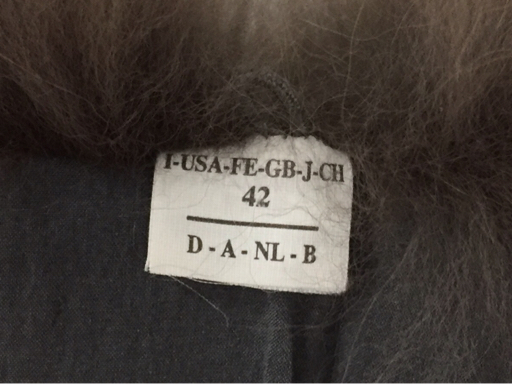 I-USA-FE-GB-J-CH
42
D - A - NL - B